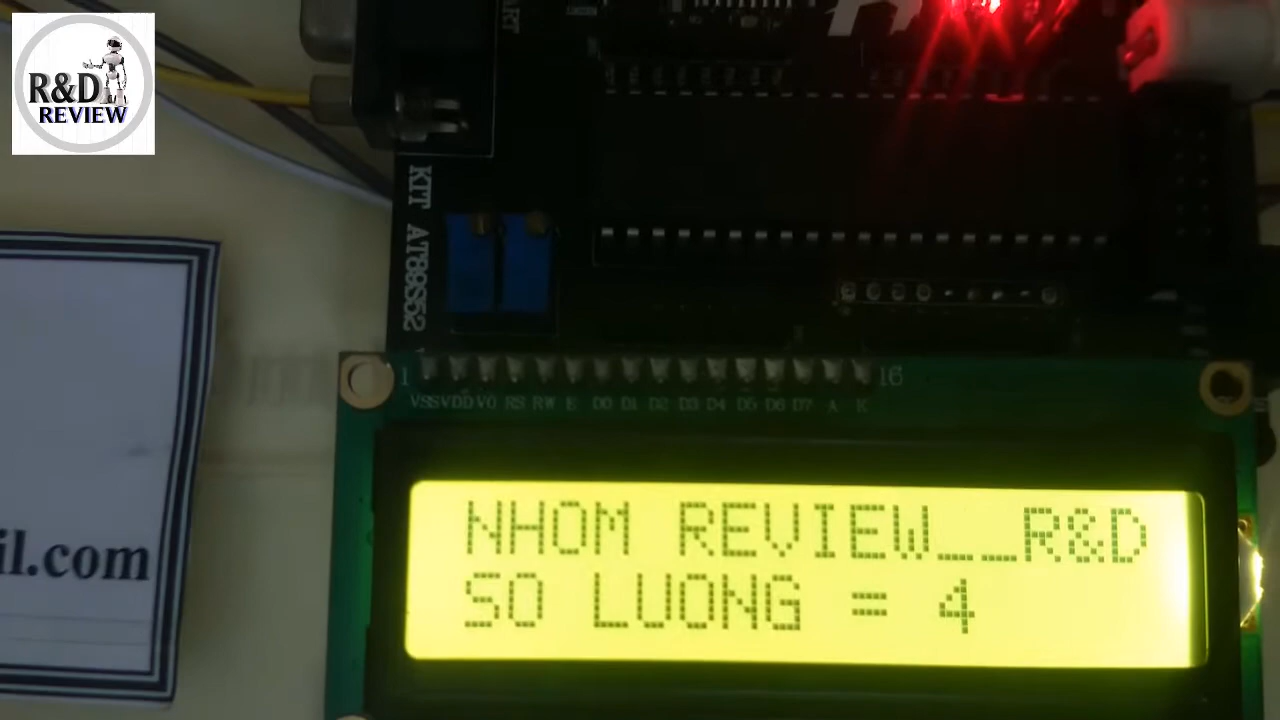 R&D
REVIEW
KIT AT89S52
1
16
VSS VDD V0 RS RW E D0 D1 D2 D3 D4 D5 D6 D7 A K
il.com
NHOM REVIEW__R&D
SO LUONG = 4